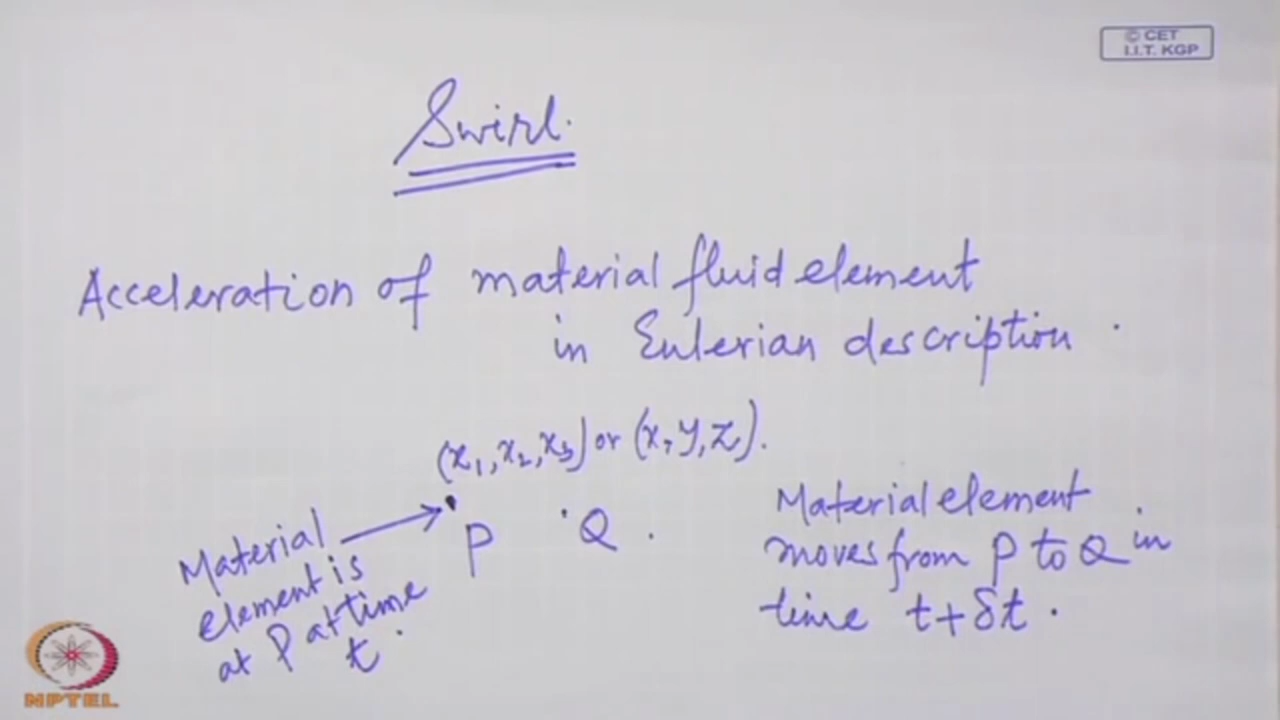 © CET
I.I.T. KGP
Swirl.
Acceleration of material fluid element
in Eulerian description.
(x₁, x₂, x₃) or (x, y, z).
Material
element is
at P at time
t.
P Q.
Material element
moves from P to Q in
time t + δt.
NPTEL